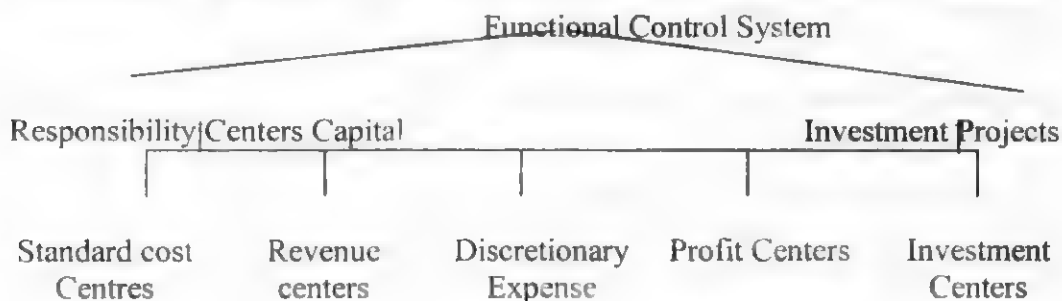 Functional Control System
Responsibility Centers Capital Investment Projects
Standard cost Revenue Discretionary Profit Centers Investment
Centres centers Expense Centers